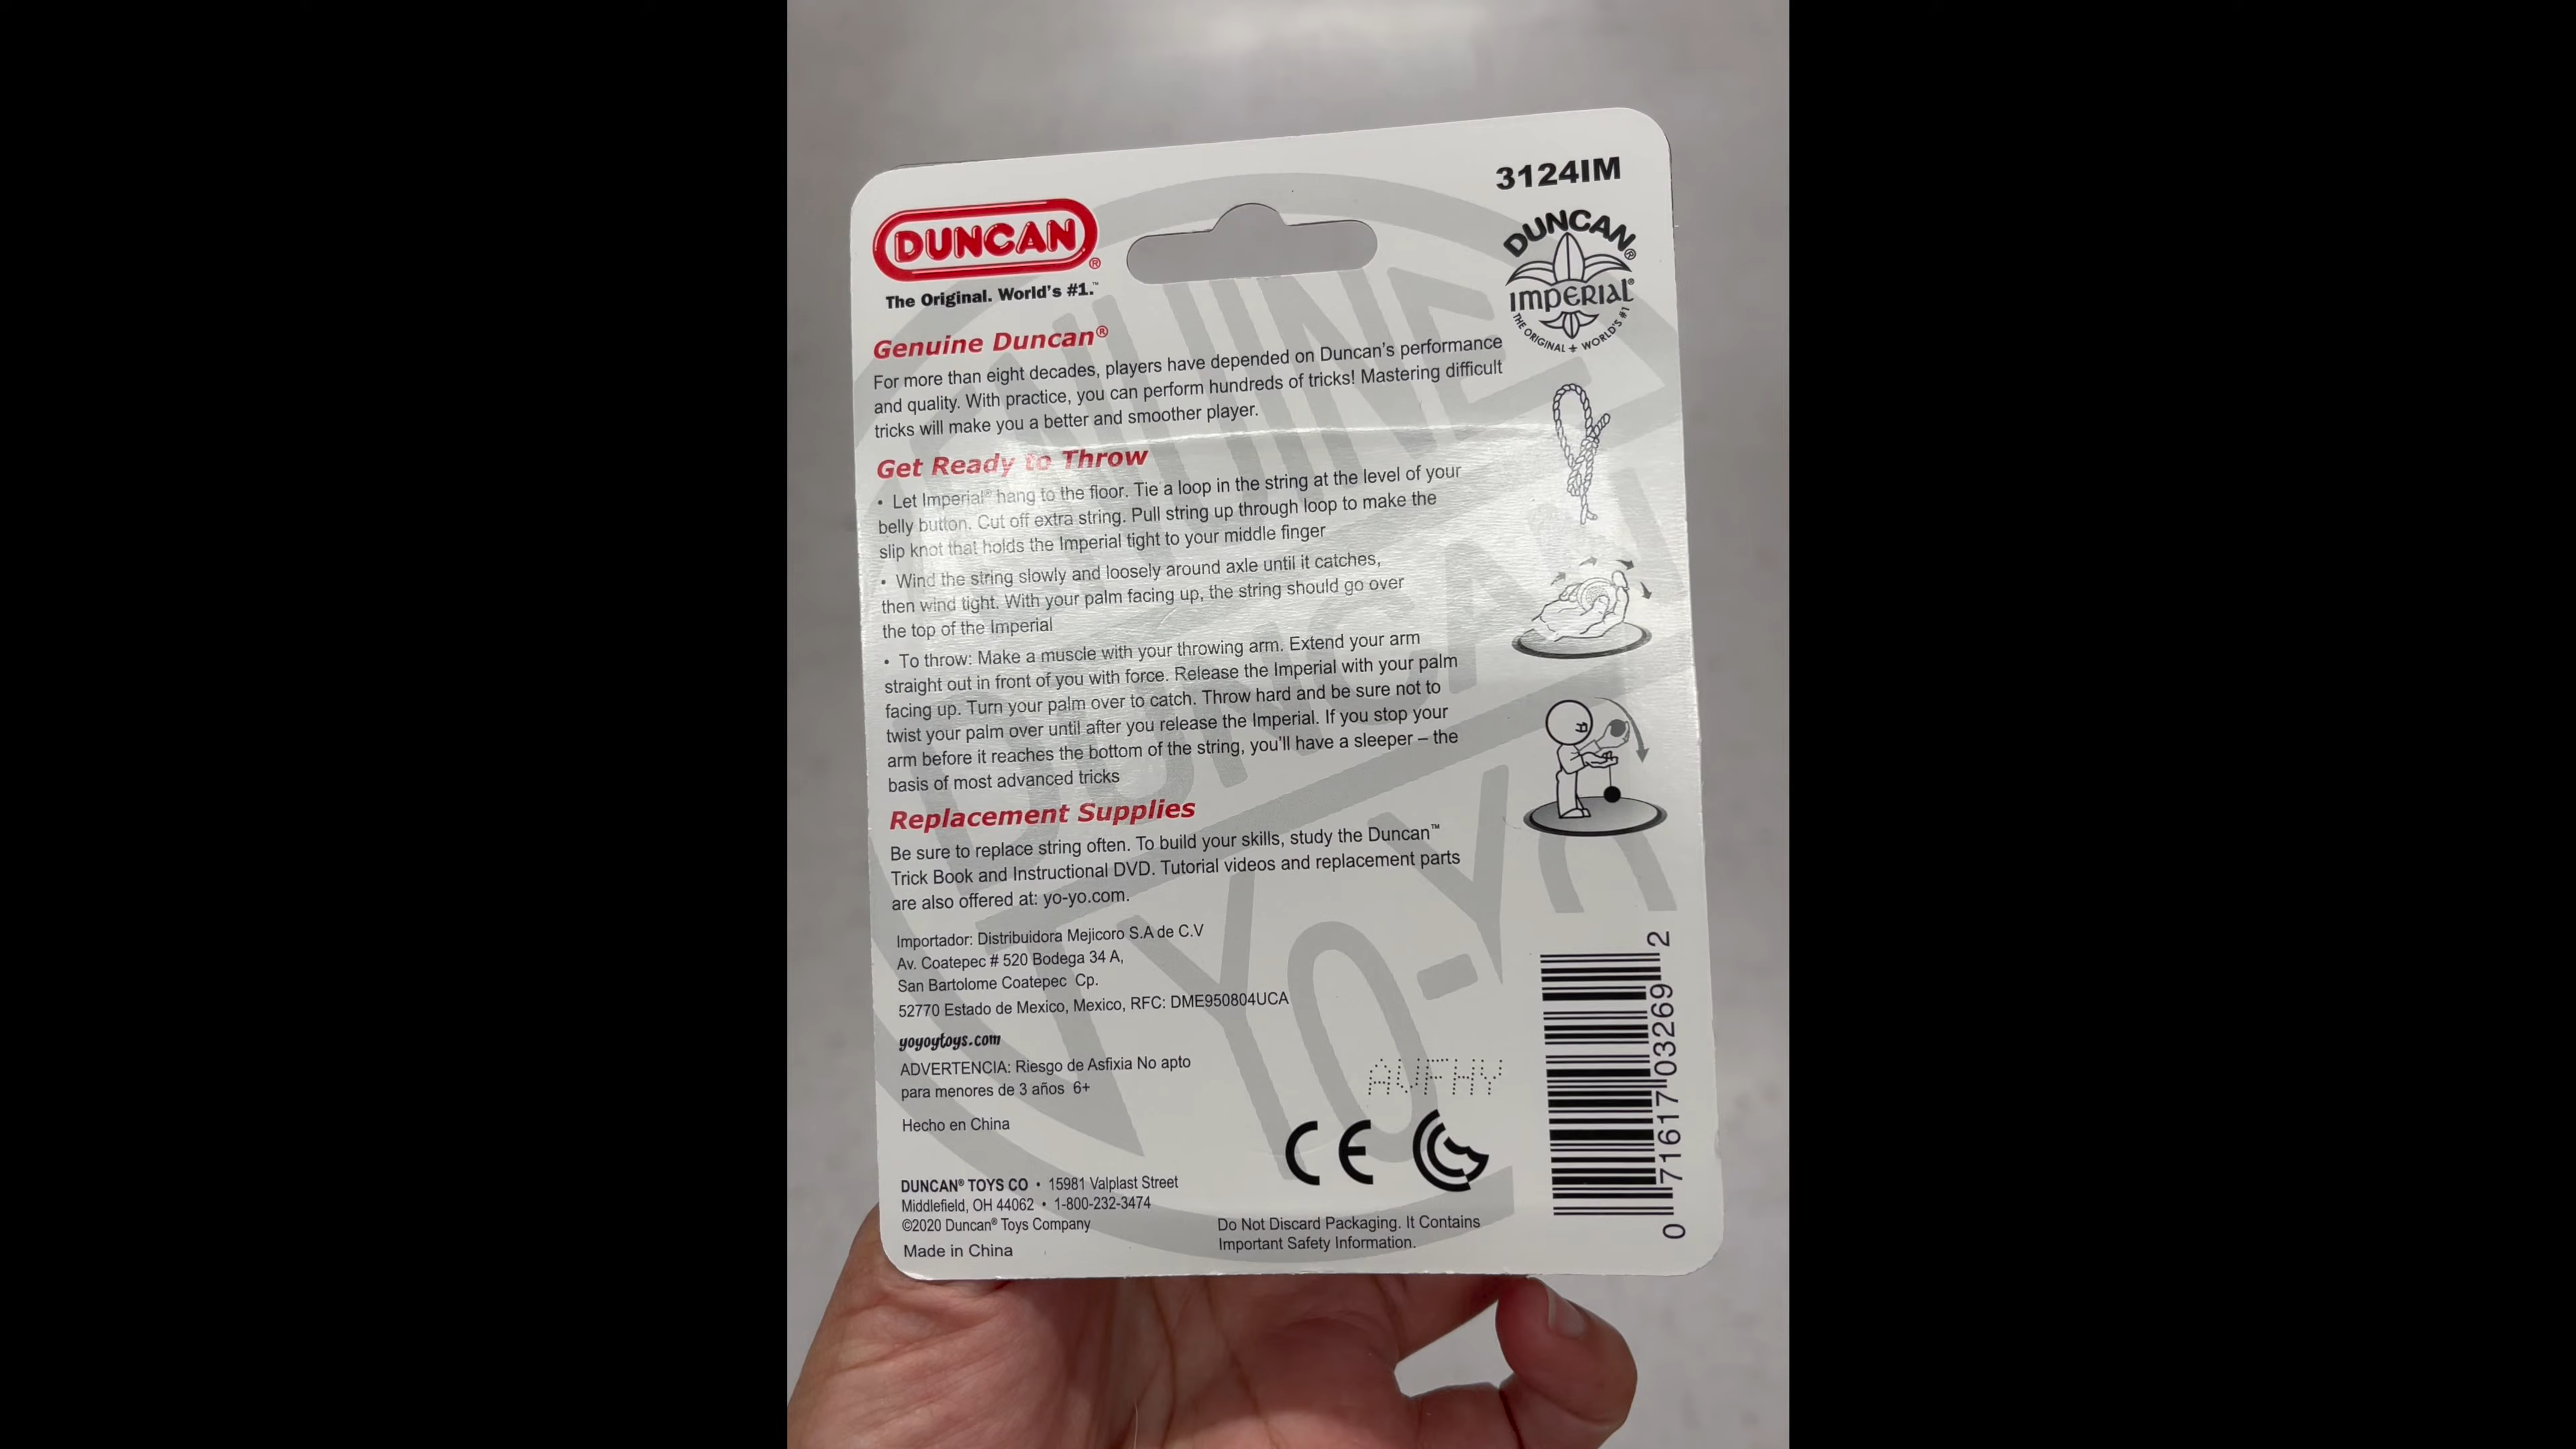 3124IM
DUNCAN®
The Original. World's #1.™
DUNCAN®
IMPERIAL®
THE ORIGINAL + WORLD'S #1
Genuine Duncan®
For more than eight decades, players have depended on Duncan's performance
and quality. With practice, you can perform hundreds of tricks! Mastering difficult
tricks will make you a better and smoother player.
Get Ready to Throw
• Let Imperial® hang to the floor. Tie a loop in the string at the level of your
belly button. Cut off extra string. Pull string up through loop to make the
slip knot that holds the Imperial tight to your middle finger
• Wind the string slowly and loosely around axle until it catches,
then wind tight. With your palm facing up, the string should go over
the top of the Imperial
• To throw: Make a muscle with your throwing arm. Extend your arm
straight out in front of you with force. Release the Imperial with your palm
facing up. Turn your palm over to catch. Throw hard and be sure not to
twist your palm over until after you release the Imperial. If you stop your
arm before it reaches the bottom of the string, you'll have a sleeper – the
basis of most advanced tricks
Replacement Supplies
Be sure to replace string often. To build your skills, study the Duncan™
Trick Book and Instructional DVD. Tutorial videos and replacement parts
are also offered at: yo-yo.com.
Importador: Distribuidora Mejicoro S.A de C.V
Av. Coatepec # 520 Bodega 34 A,
San Bartolome Coatepec Cp.
52770 Estado de Mexico, Mexico, RFC: DME950804UCA
yoyoytoys.com
ADVERTENCIA: Riesgo de Asfixia No apto
para menores de 3 años 6+
Hecho en China
AVFHY
CE
DUNCAN® TOYS CO • 15981 Valplast Street
Middlefield, OH 44062 • 1-800-232-3474
©2020 Duncan® Toys Company
Made in China
Do Not Discard Packaging. It Contains
Important Safety Information.
0 71617 03269 2
GENUINE
DUNCAN
YO-YO